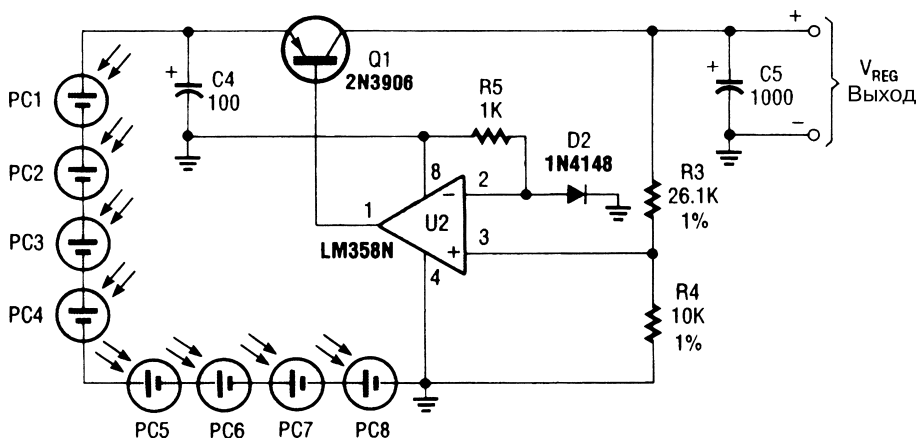 Q1
2N3906
C4
100
+
R5
1K
D2
1N4148
C5
1000
+
+
−
V_REG
Выход
PC1
PC2
PC3
PC4
8
2
−
1
U2
3
+
4
LM358N
R3
26.1K
1%
R4
10K
1%
PC5 PC6 PC7 PC8